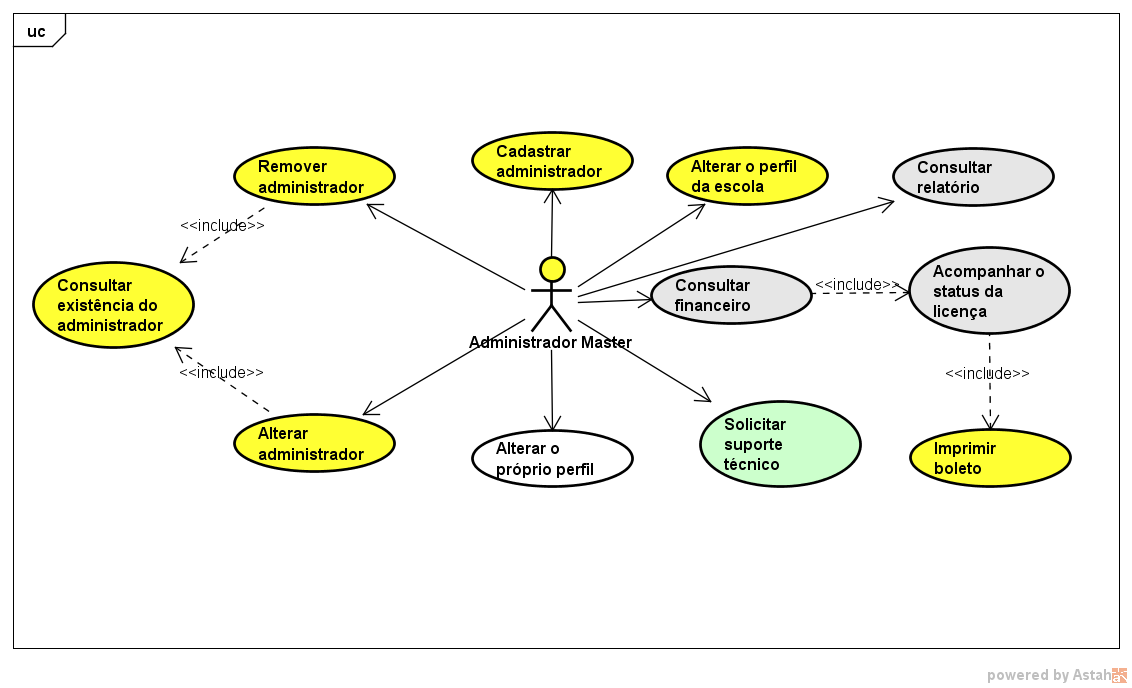 uc
Remover
administrador
Cadastrar
administrador
Alterar o perfil
da escola
Consultar
relatório
<<include>>
Consultar
existência do
administrador
Administrador Master
Consultar
financeiro
<<include>>
Acompanhar o
status da
licença
<<include>>
<<include>>
Alterar
administrador
Alterar o
próprio perfil
Solicitar
suporte
técnico
Imprimir
boleto
powered by Astah